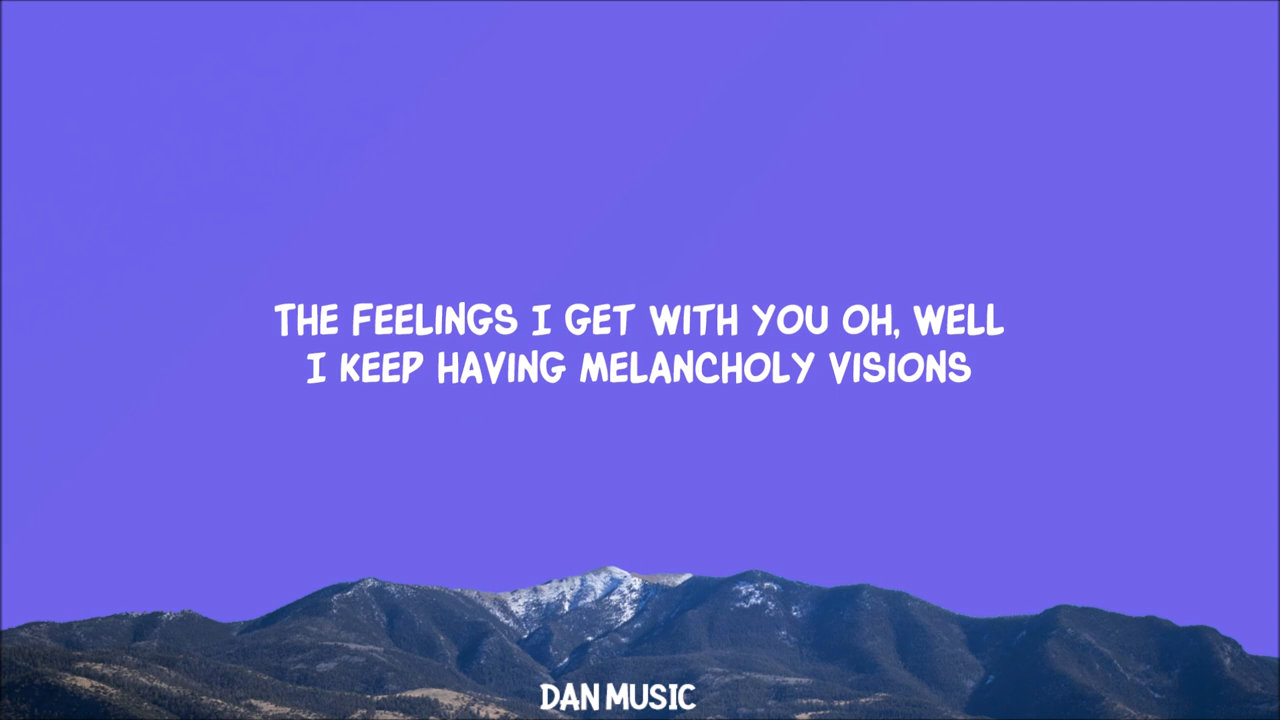 THE FEELINGS I GET WITH YOU OH, WELL
I KEEP HAVING MELANCHOLY VISIONS
DAN MUSIC